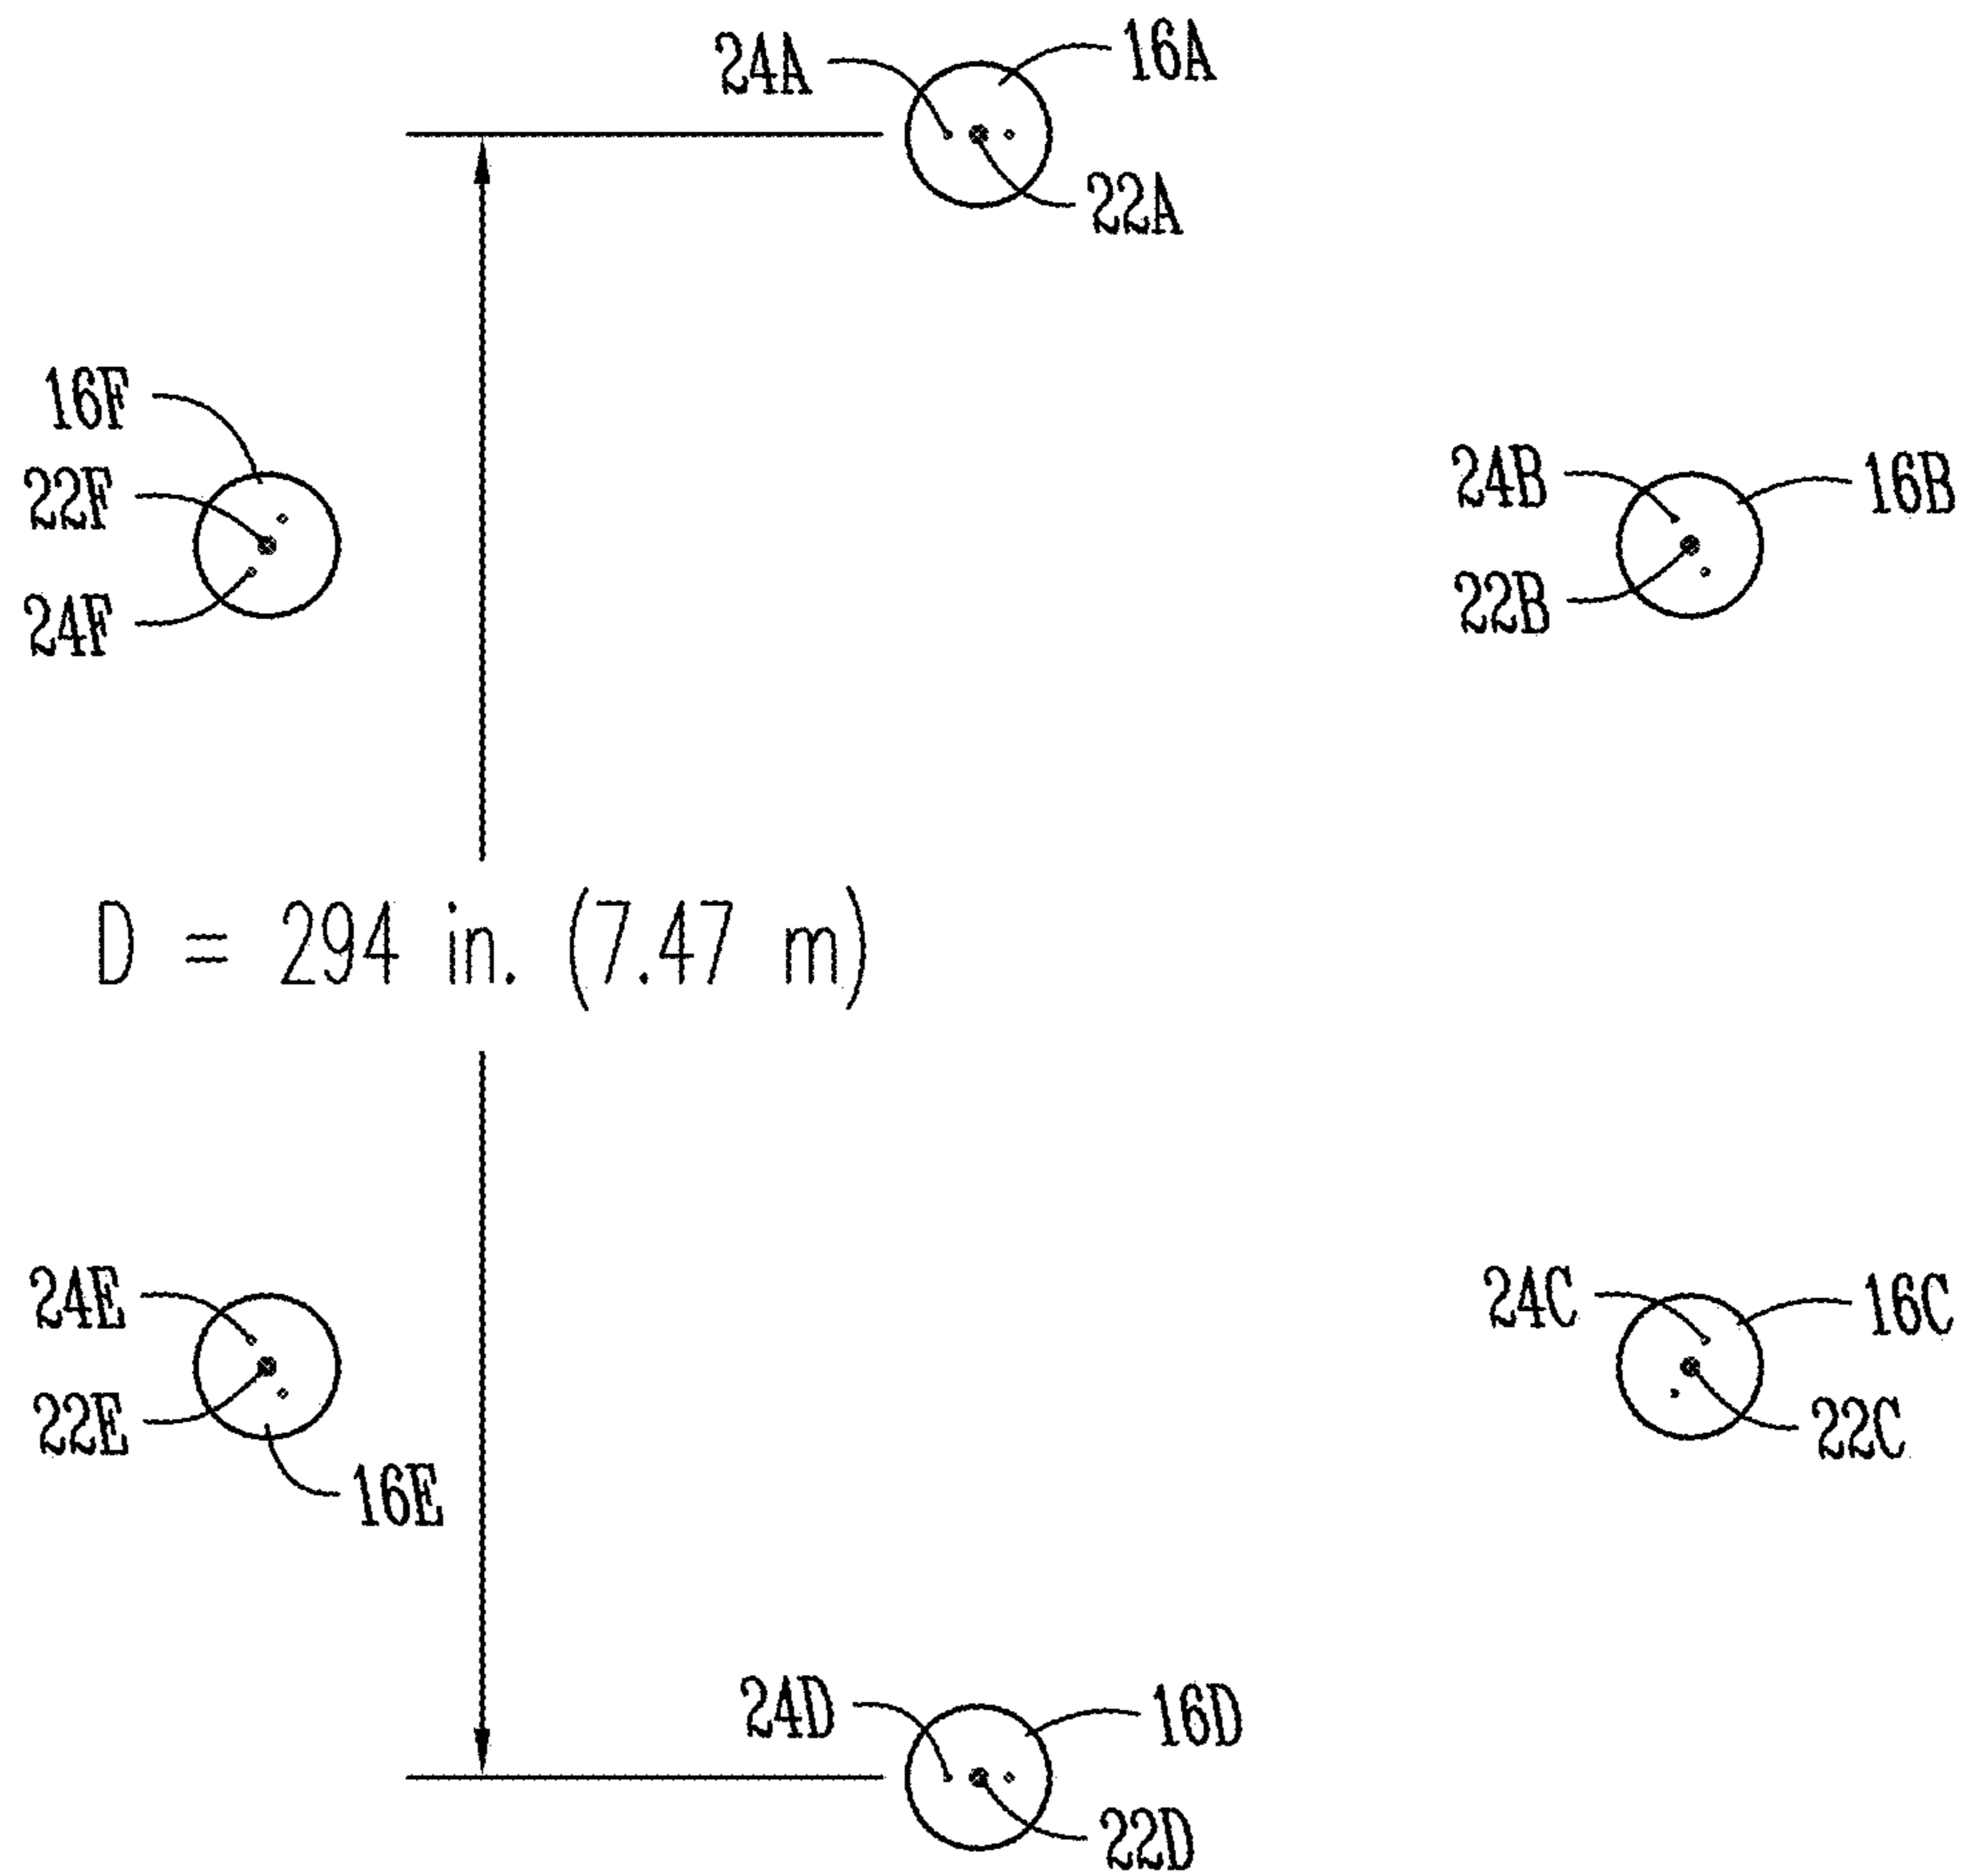 24A
16A
22A
16F
22F
24F
24B
16B
22B
D = 294 in. (7.47 m)
24E
22E
16E
24C
16C
22C
24D
16D
22D